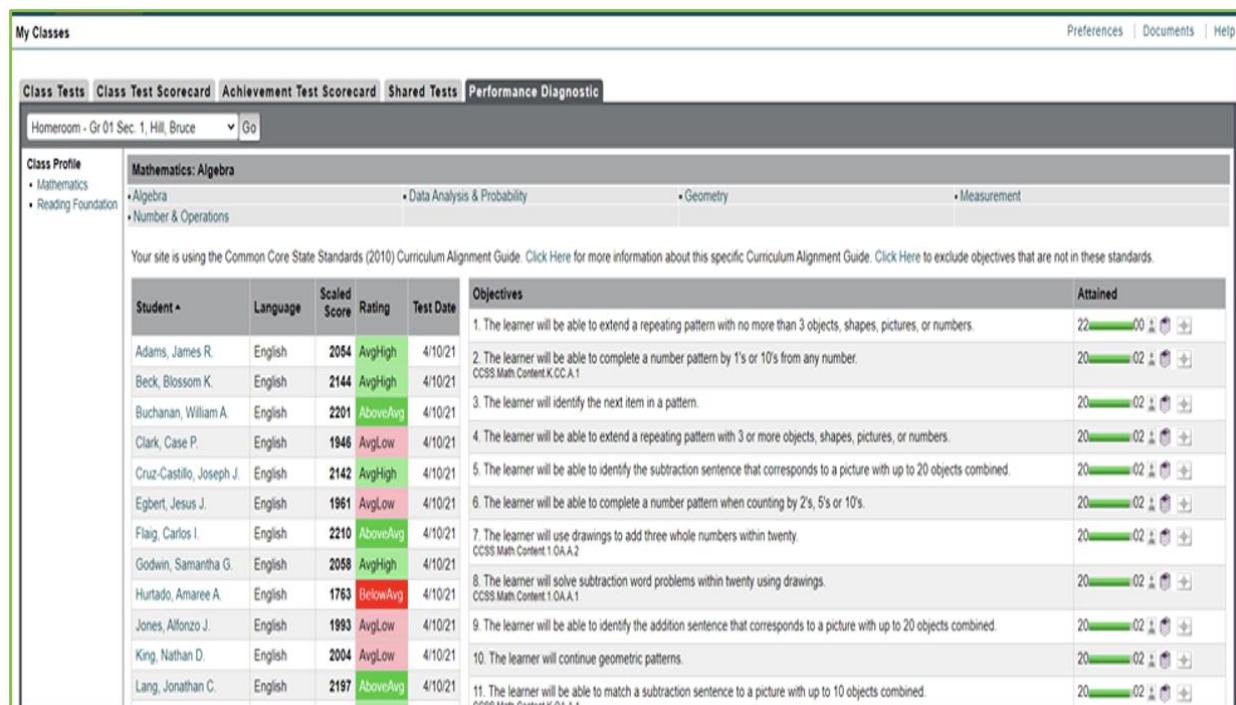 My Classes
Preferences | Documents | Help
Class Tests Class Test Scorecard Achievement Test Scorecard Shared Tests Performance Diagnostic
Homeroom - Gr 01 Sec. 1, Hill, Bruce Go
Class Profile
• Mathematics
• Reading Foundation
Mathematics: Algebra
• Algebra • Data Analysis & Probability • Geometry • Measurement
• Number & Operations
Your site is using the Common Core State Standards (2010) Curriculum Alignment Guide. Click Here for more information about this specific Curriculum Alignment Guide. Click Here to exclude objectives that are not in these standards.
Student Language Scaled Score Rating Test Date
Adams, James R. English 2054 AvgHigh 4/10/21
Beck, Blossom K. English 2144 AvgHigh 4/10/21
Buchanan, William A. English 2201 AboveAvg 4/10/21
Clark, Case P. English 1946 AvgLow 4/10/21
Cruz-Castillo, Joseph J. English 2142 AvgHigh 4/10/21
Egbert, Jesus J. English 1961 AvgLow 4/10/21
Flaig, Carlos I. English 2210 AboveAvg 4/10/21
Godwin, Samantha G. English 2058 AvgHigh 4/10/21
Hurtado, Amaree A. English 1763 BelowAvg 4/10/21
Jones, Alfonzo J. English 1993 AvgLow 4/10/21
King, Nathan D. English 2004 AvgLow 4/10/21
Lang, Jonathan C. English 2197 AboveAvg 4/10/21
Objectives Attained
1. The learner will be able to extend a repeating pattern with no more than 3 objects, shapes, pictures, or numbers. 22 00
2. The learner will be able to complete a number pattern by 1's or 10's from any number. 20 02
CCSS.Math.Content.K.CC.A.1
3. The learner will identify the next item in a pattern. 20 02
4. The learner will be able to extend a repeating pattern with 3 or more objects, shapes, pictures, or numbers. 20 02
5. The learner will be able to identify the subtraction sentence that corresponds to a picture with up to 20 objects combined. 20 02
6. The learner will be able to complete a number pattern when counting by 2's, 5's or 10's. 20 02
7. The learner will use drawings to add three whole numbers within twenty. 20 02
CCSS.Math.Content.1.OA.A.2
8. The learner will solve subtraction word problems within twenty using drawings. 20 02
CCSS.Math.Content.1.OA.A.1
9. The learner will be able to identify the addition sentence that corresponds to a picture with up to 20 objects combined. 20 02
10. The learner will continue geometric patterns. 20 02
11. The learner will be able to match a subtraction sentence to a picture with up to 10 objects combined. 20 02